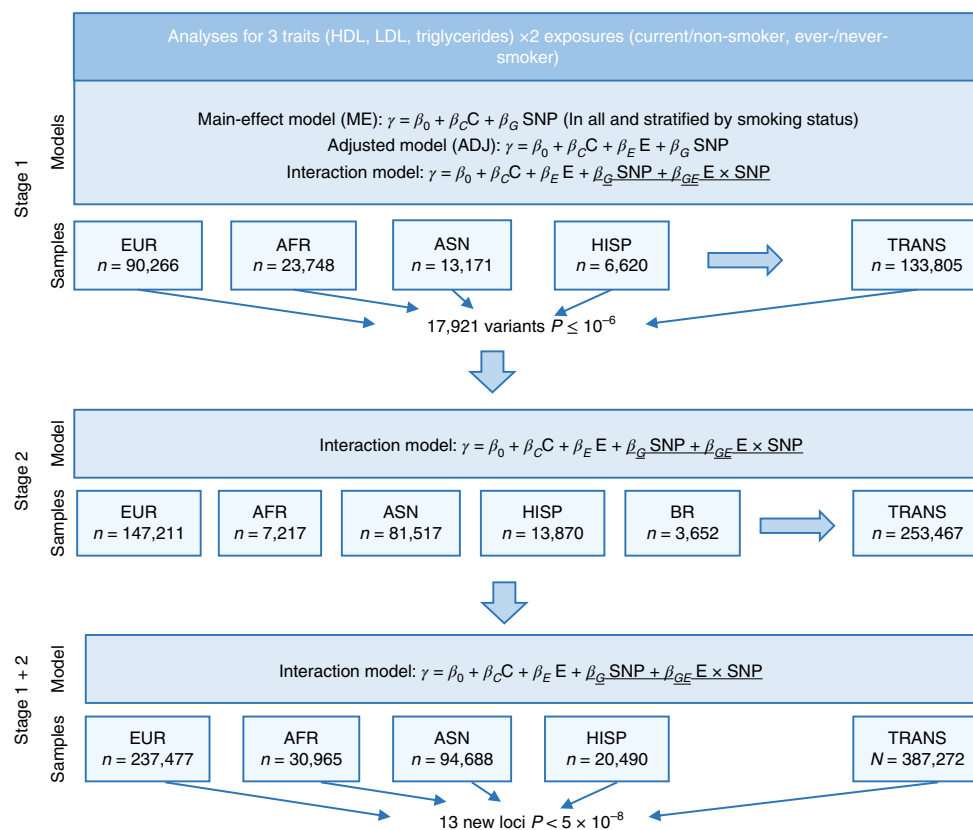 Analyses for 3 traits (HDL, LDL, triglycerides) ×2 exposures (current/non-smoker, ever-/never-
smoker)
Stage 1
Models
Main-effect model (ME): γ = β0 + βCC + βG SNP (In all and stratified by smoking status)
Adjusted model (ADJ): γ = β0 + βCC + βE E + βG SNP
Interaction model: γ = β0 + βCC + βE E + βG SNP + βGE E × SNP
Samples
EUR
n = 90,266
AFR
n = 23,748
ASN
n = 13,171
HISP
n = 6,620
TRANS
n = 133,805
17,921 variants P ≤ 10⁻⁶
Stage 2
Model
Interaction model: γ = β0 + βCC + βE E + βG SNP + βGE E × SNP
Samples
EUR
n = 147,211
AFR
n = 7,217
ASN
n = 81,517
HISP
n = 13,870
BR
n = 3,652
TRANS
n = 253,467
Stage 1 + 2
Model
Interaction model: γ = β0 + βCC + βE E + βG SNP + βGE E × SNP
Samples
EUR
n = 237,477
AFR
n = 30,965
ASN
n = 94,688
HISP
n = 20,490
TRANS
N = 387,272
13 new loci P < 5 × 10⁻⁸